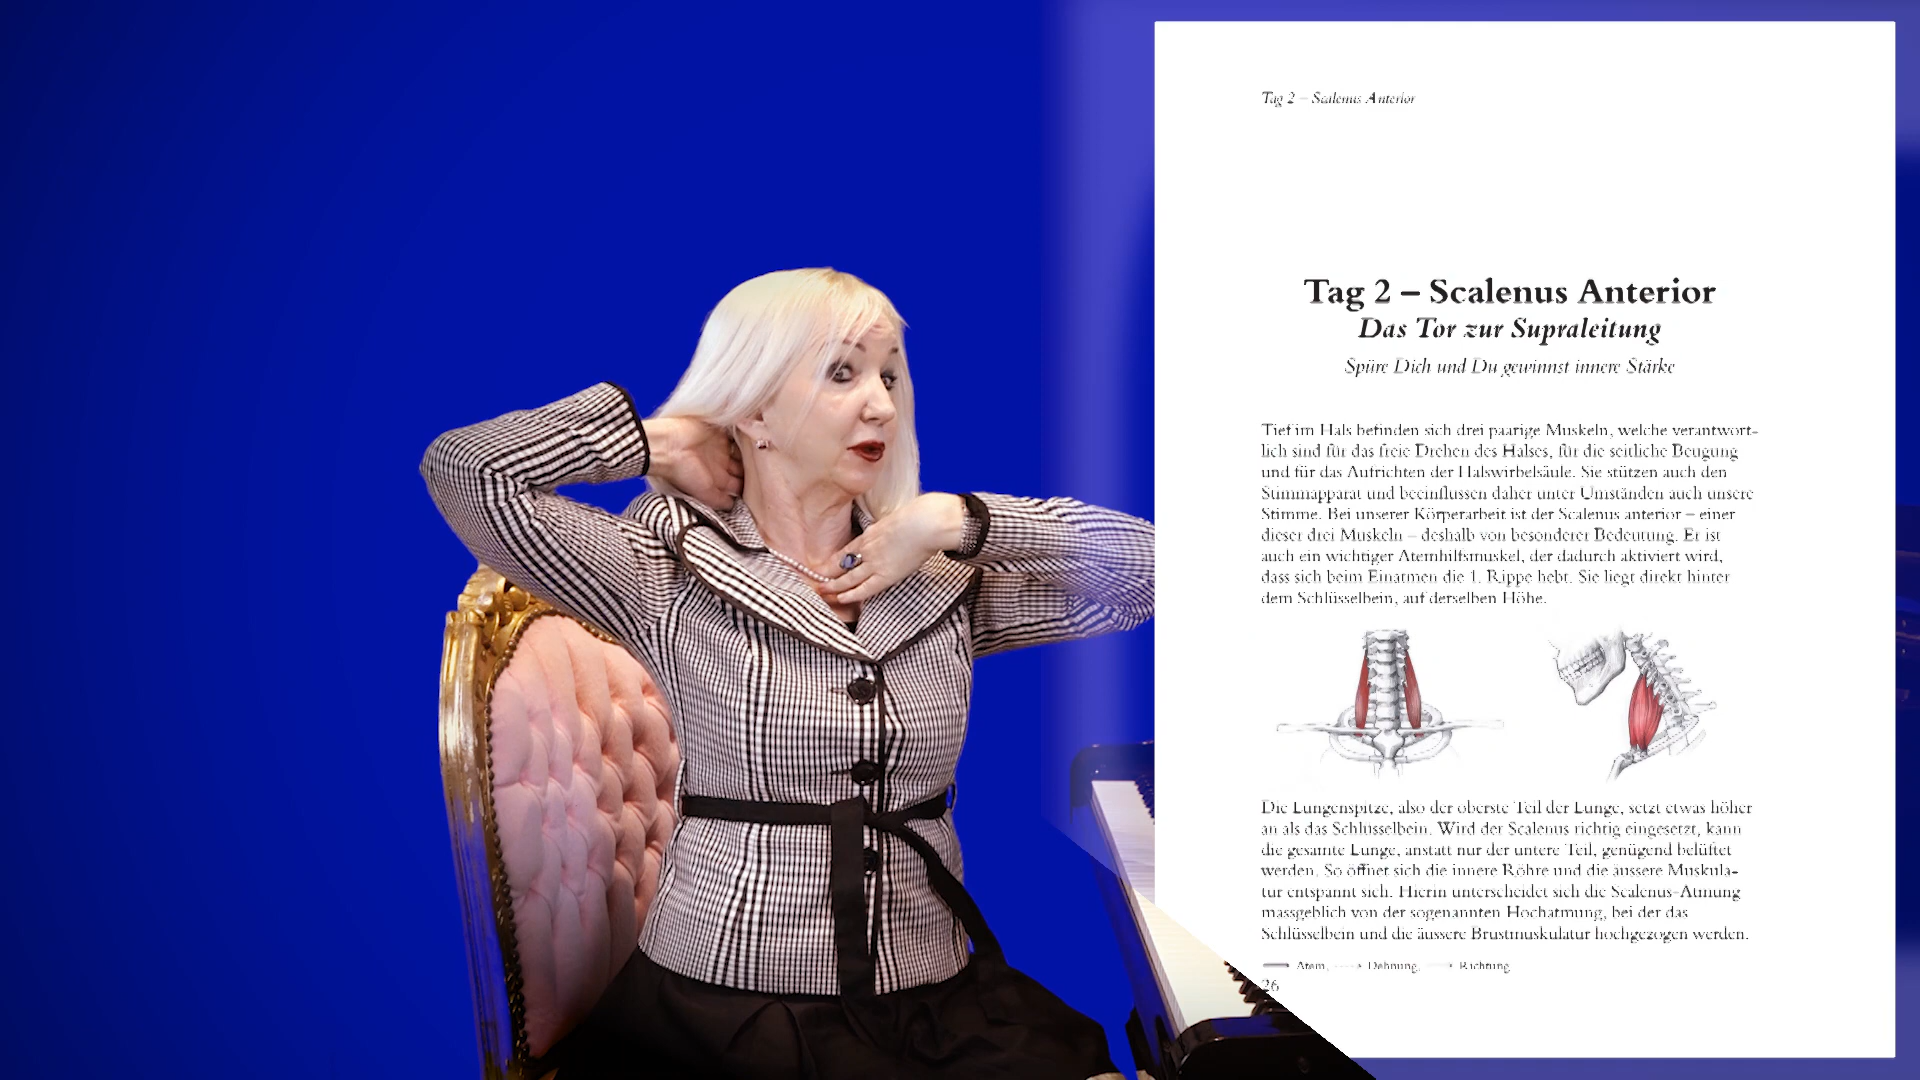 Tag 2 – Scalenus Anterior
Tag 2 – Scalenus Anterior
Das Tor zur Supraleitung
Spüre Dich und Du gewinnst innere Stärke
Tief im Hals befinden sich drei paarige Muskeln, welche verantwort-
lich sind für das freie Drehen des Halses, für die seitliche Beugung
und für das Aufrichten der Halswirbelsäule. Sie stützen auch den
Stimmapparat und beeinflussen daher unter Umständen auch unsere
Stimme. Bei unserer Körperarbeit ist der Scalenus anterior – einer
dieser drei Muskeln – deshalb von besonderer Bedeutung. Er ist
auch ein wichtiger Atemhilfsmuskel, der dadurch aktiviert wird,
dass sich beim Einatmen die 1. Rippe hebt. Sie liegt direkt hinter
dem Schlüsselbein, auf derselben Höhe.
Die Lungenspitze, also der oberste Teil der Lunge, setzt etwas höher
an als das Schlüsselbein. Wird der Scalenus richtig eingesetzt, kann
die gesamte Lunge, anstatt nur der untere Teil, genügend belüftet
werden. So öffnet sich die innere Röhre und die äussere Muskula-
tur entspannt sich. Hierin unterscheidet sich die Scalenus-Atmung
massgeblich von der sogenannten Hochatmung, bei der das
Schlüsselbein und die äussere Brustmuskulatur hochgezogen werden.
Atem, Dehnung, Richtung
26